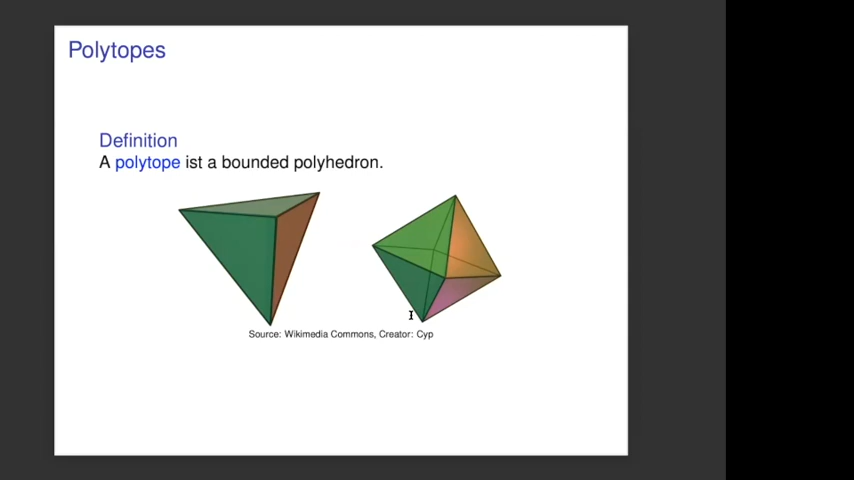 Polytopes
Definition
A polytope ist a bounded polyhedron.
Source: Wikimedia Commons, Creator: Cyp